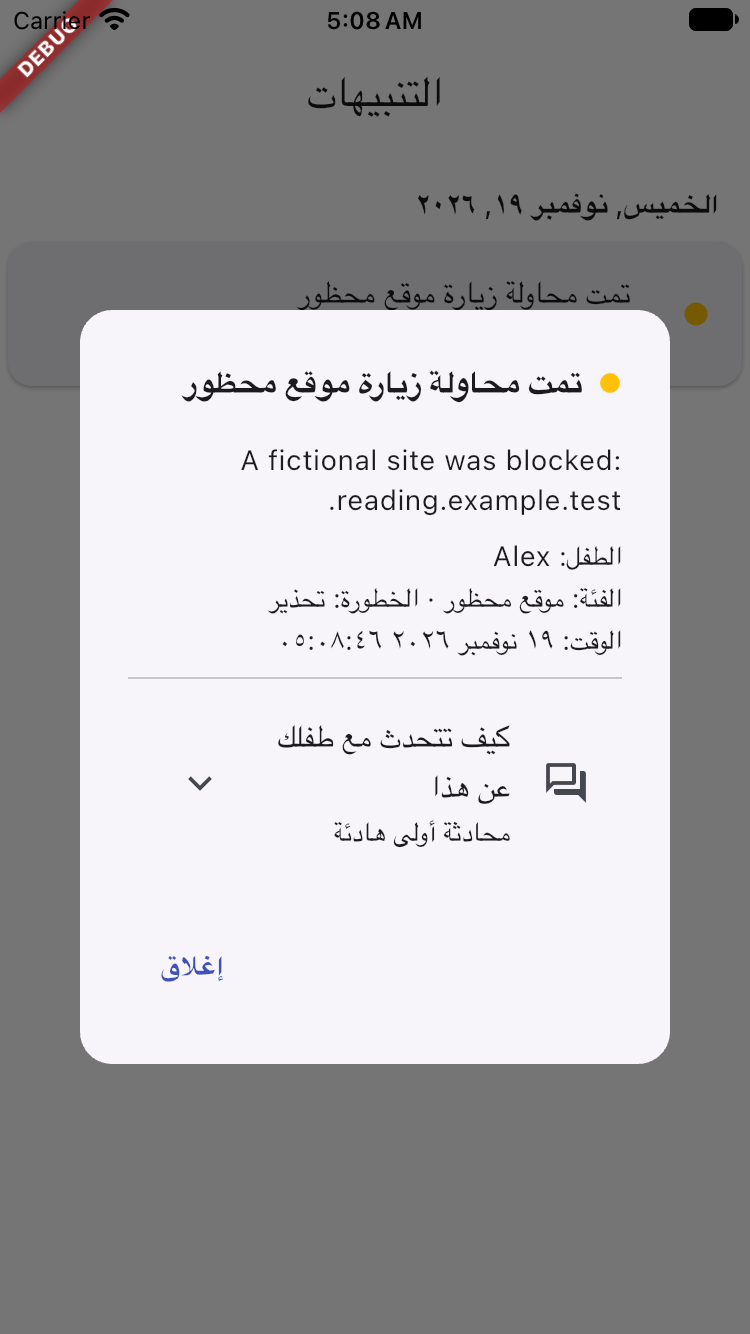 Carrier
5:08 AM
DEBUG
التنبيهات
الخميس, نوفمبر ١٩, ٢٠٢٦
تمت محاولة زيارة موقع محظور
تمت محاولة زيارة موقع محظور
A fictional site was blocked:
.reading.example.test
الطفل: Alex
الفئة: موقع محظور · الخطورة: تحذير
الوقت: ١٩ نوفمبر ٢٠٢٦ ٠٥:٠٨:٤٦
كيف تتحدث مع طفلك
عن هذا
محادثة أولى هادئة
إغلاق